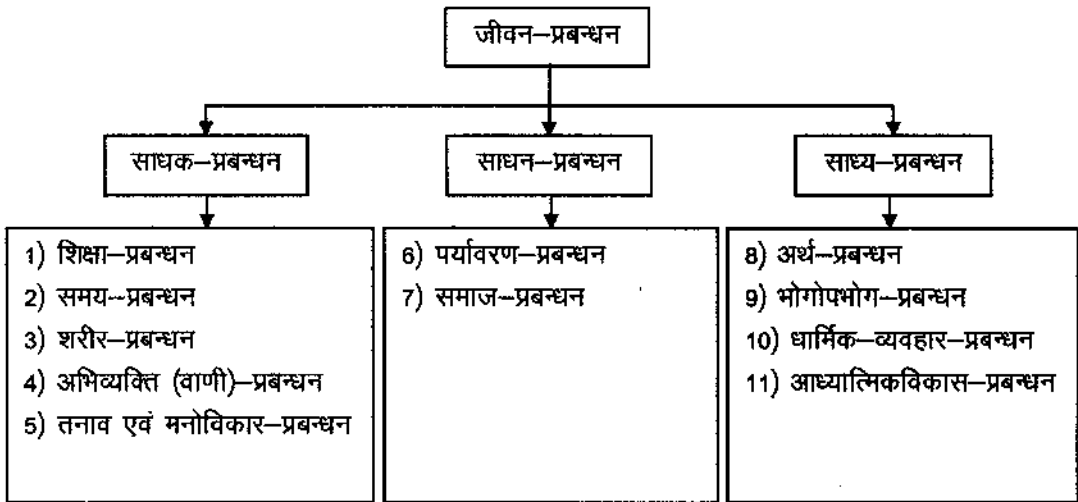 जीवन–प्रबन्धन
साधक–प्रबन्धन
साधन–प्रबन्धन
साध्य–प्रबन्धन
1) शिक्षा–प्रबन्धन
2) समय–प्रबन्धन
3) शरीर–प्रबन्धन
4) अभिव्यक्ति (वाणी)–प्रबन्धन
5) तनाव एवं मनोविकार–प्रबन्धन
6) पर्यावरण–प्रबन्धन
7) समाज–प्रबन्धन
8) अर्थ–प्रबन्धन
9) भोगोपभोग–प्रबन्धन
10) धार्मिक–व्यवहार–प्रबन्धन
11) आध्यात्मिकविकास–प्रबन्धन